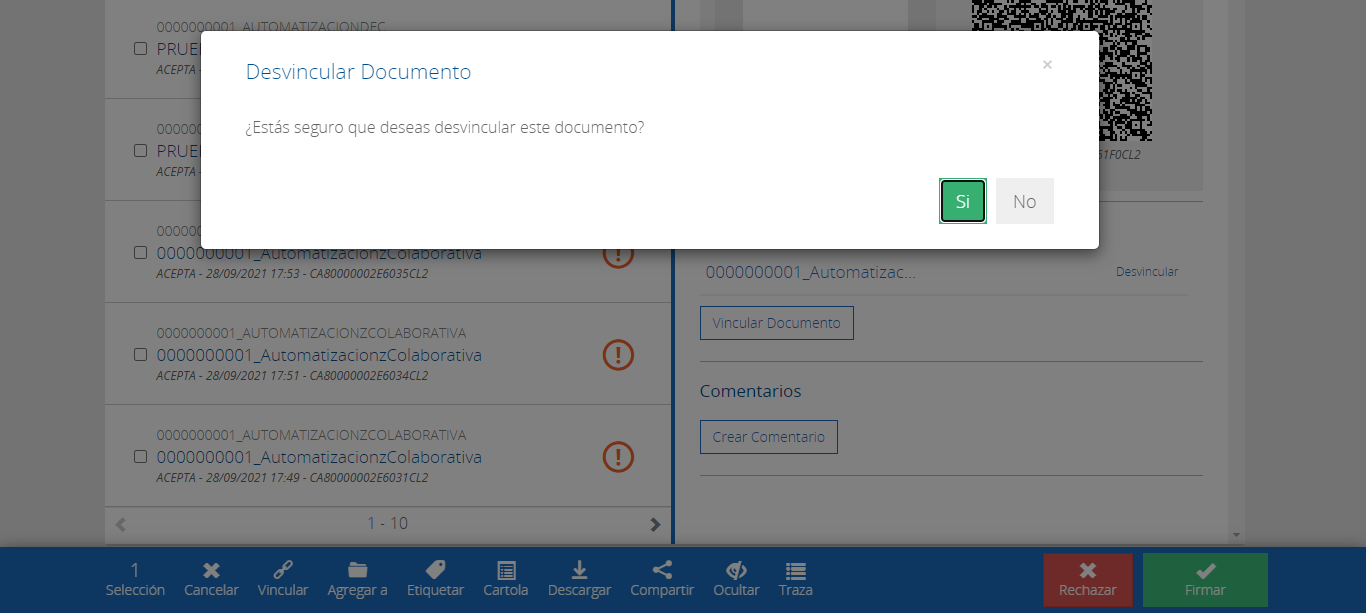 0000000001_AUTOMATIZACIONDEC
PRUE
ACEPTA -
Desvincular Documento
×
¿Estás seguro que deseas desvincular este documento?
Si
No
51F0CL2
00000
PRUE
ACEPTA -
00000
0000000001_AutomatizacionzColaborativa
ACEPTA - 28/09/2021 17:53 - CA80000002E6035CL2
0000000001_AUTOMATIZACIONZCOLABORATIVA
0000000001_AutomatizacionzColaborativa
ACEPTA - 28/09/2021 17:51 - CA80000002E6034CL2
0000000001_AUTOMATIZACIONZCOLABORATIVA
0000000001_AutomatizacionzColaborativa
ACEPTA - 28/09/2021 17:49 - CA80000002E6031CL2
1 - 10
0000000001_Automatizac...
Desvincular
Vincular Documento
Comentarios
Crear Comentario
1
Selección
Cancelar
Vincular
Agregar a
Etiquetar
Cartola
Descargar
Compartir
Ocultar
Traza
Rechazar
Firmar